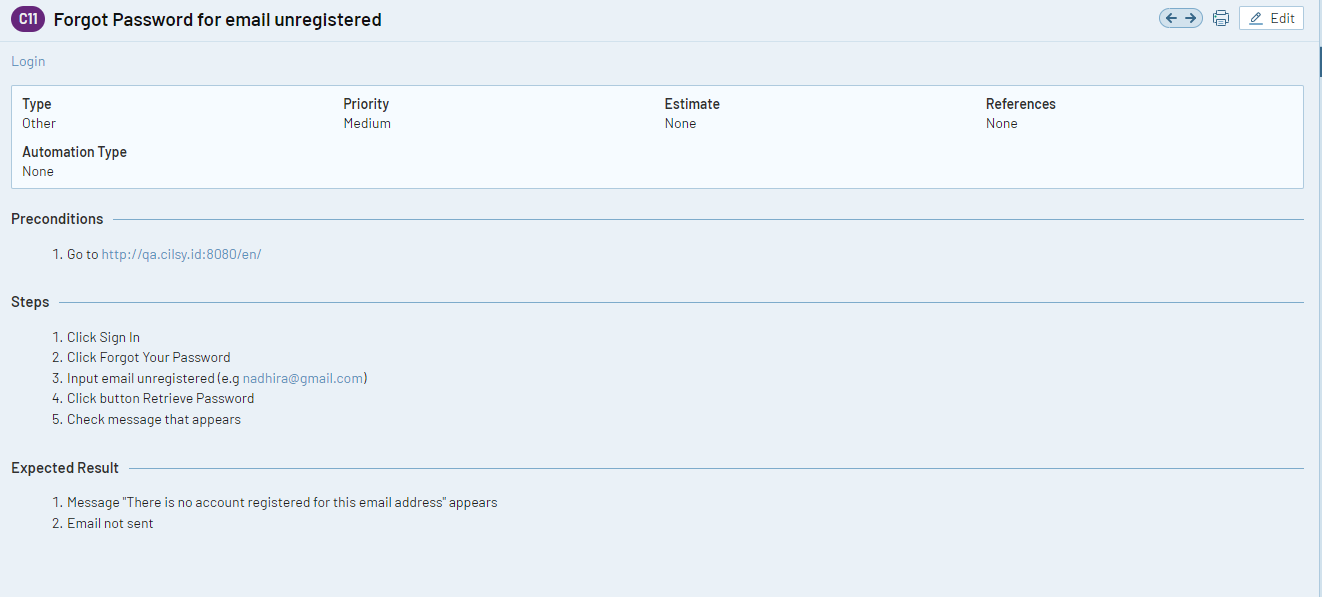 C11 Forgot Password for email unregistered
Edit
Login
Type Priority Estimate References
Other Medium None None
Automation Type
None
Preconditions
1. Go to http://qa.cilsy.id:8080/en/
Steps
1. Click Sign In
2. Click Forgot Your Password
3. Input email unregistered (e.g nadhira@gmail.com)
4. Click button Retrieve Password
5. Check message that appears
Expected Result
1. Message "There is no account registered for this email address" appears
2. Email not sent